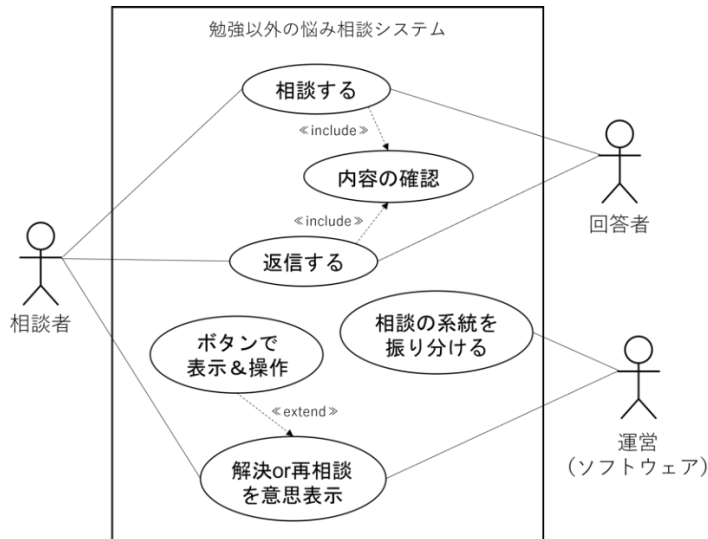 勉強以外の悩み相談システム
相談する
≪include≫
内容の確認
回答者
≪include≫
返信する
相談者
相談の系統を
振り分ける
ボタンで
表示＆操作
≪extend≫
運営
（ソフトウェア）
解決or再相談
を意思表示